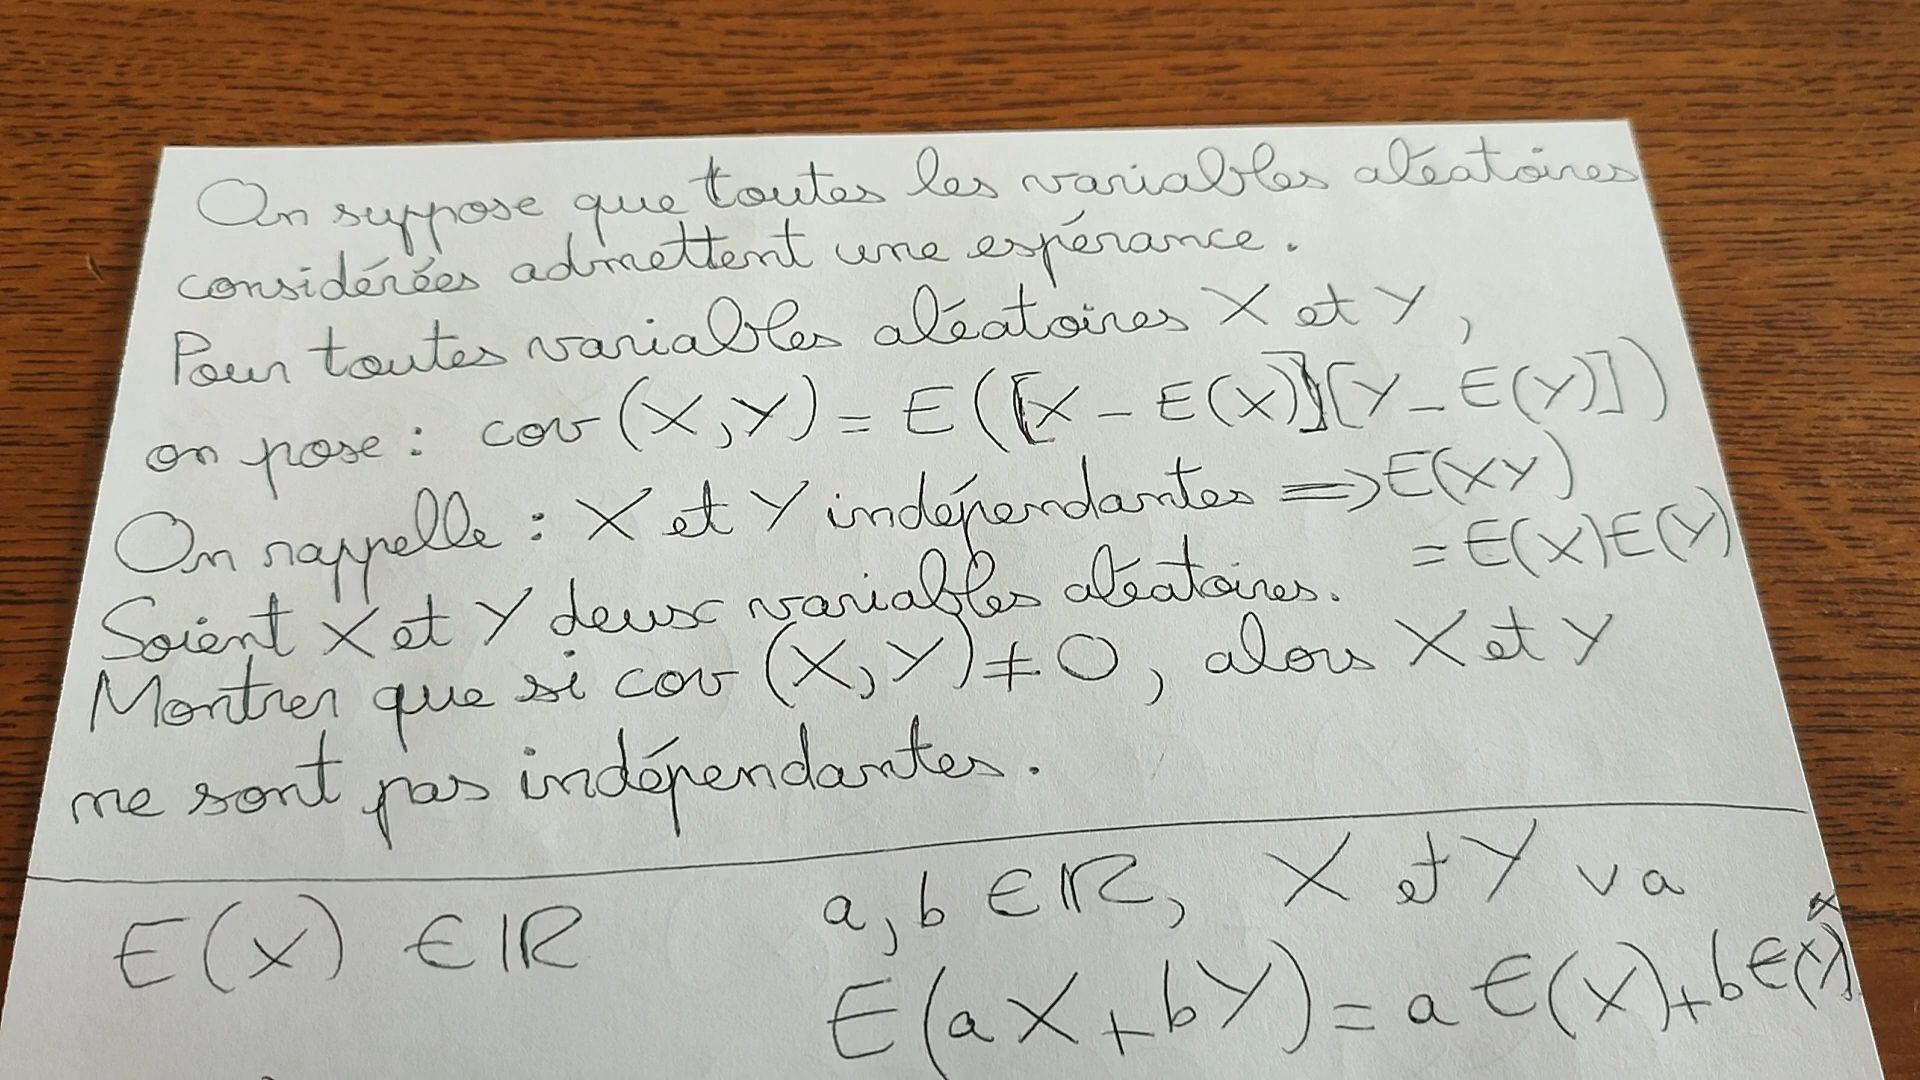 On suppose que toutes les variables aléatoires
considérées admettent une espérance.
Pour toutes variables aléatoires X et Y,
on pose : cov (X,Y) = E([X - E(X)][Y - E(Y)])
On rappelle : X et Y indépendantes => E(XY)
= E(X)E(Y)
Soient X et Y deux variables aléatoires.
Montrer que si cov (X,Y) ≠ 0, alors X et Y
ne sont pas indépendantes.
E(X) ∈ ℝ
a, b ∈ ℝ, X et Y va
E(aX + bY) = a E(X) + b E(Y)